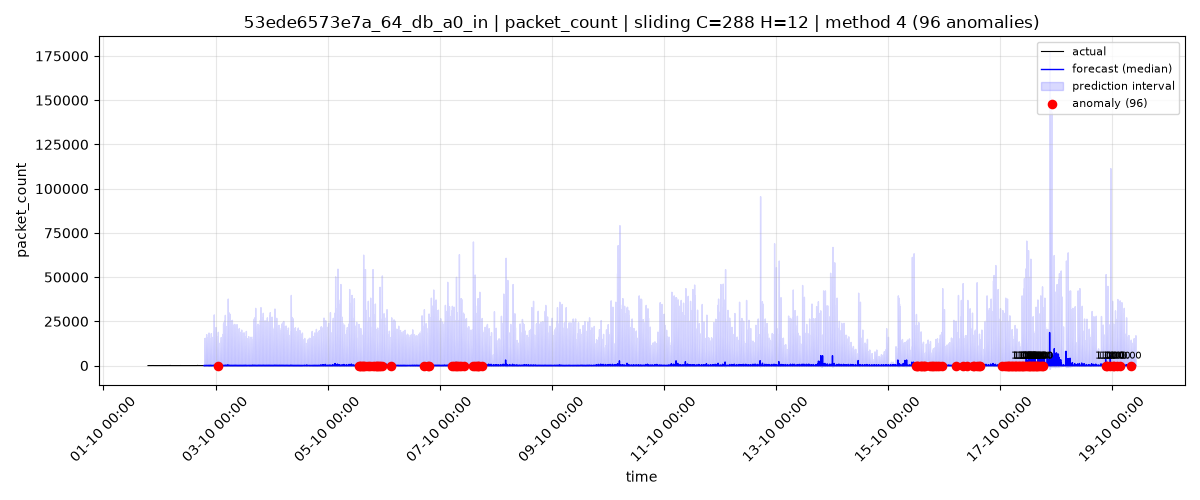 53ede6573e7a_64_db_a0_in | packet_count | sliding C=288 H=12 | method 4 (96 anomalies)
packet_count
175000
150000
125000
100000
75000
50000
25000
0
actual
forecast (median)
prediction interval
anomaly (96)
01-10 00:00
03-10 00:00
05-10 00:00
07-10 00:00
09-10 00:00
11-10 00:00
13-10 00:00
15-10 00:00
17-10 00:00
19-10 00:00
time